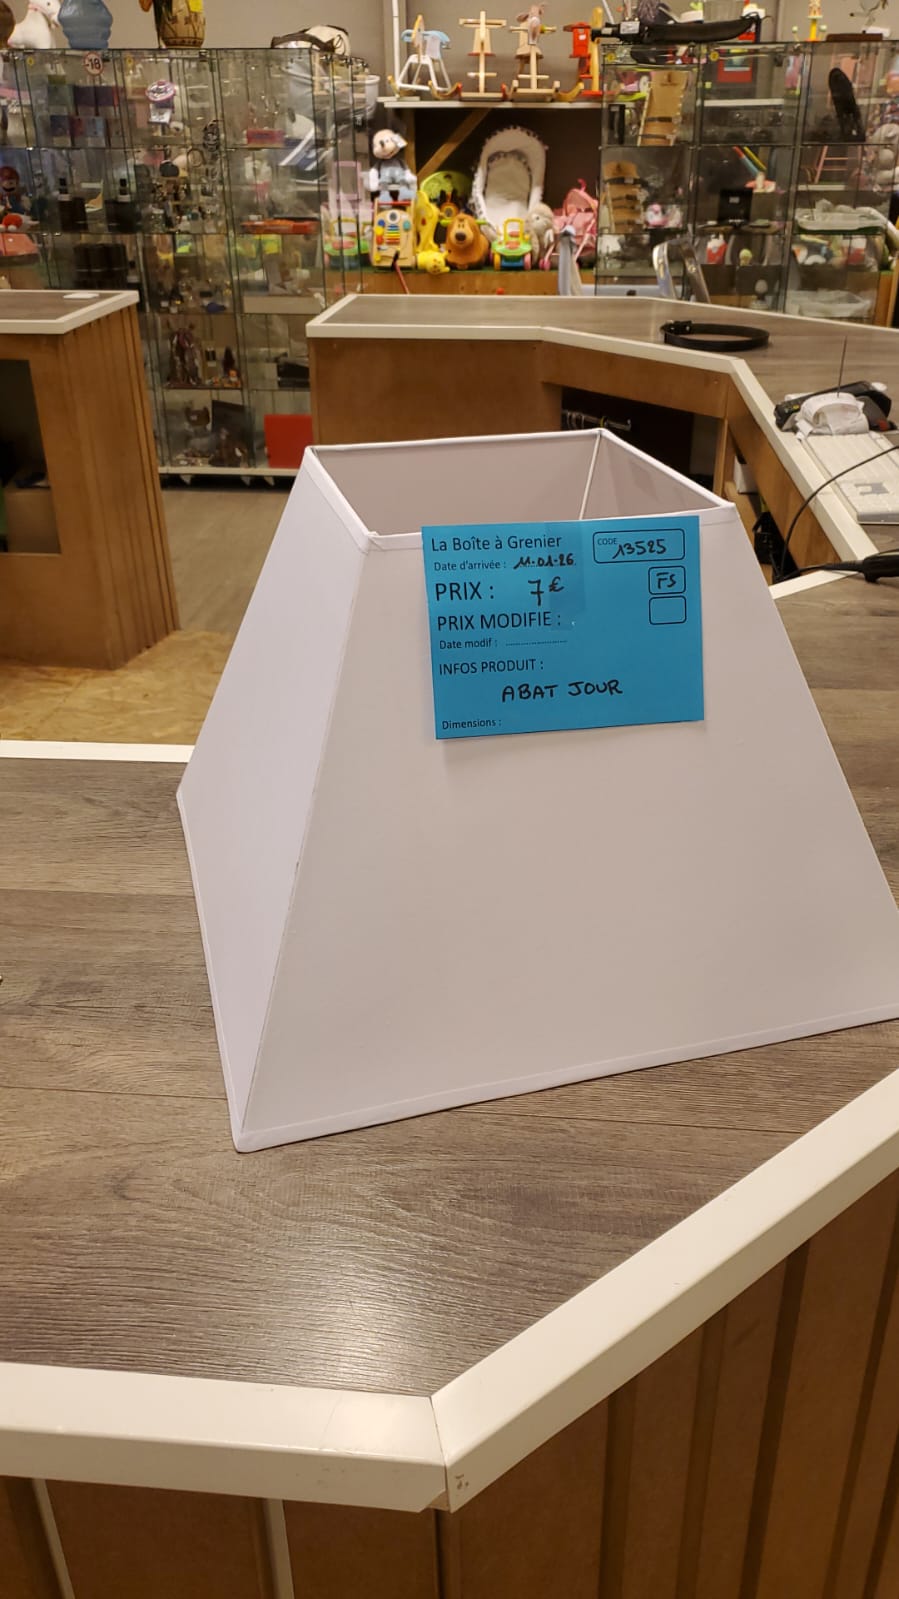 La Boîte à Grenier
CODE 13525
Date d'arrivée : 11.01.26
PRIX : 7€
FS
PRIX MODIFIE :
Date modif : ........................
INFOS PRODUIT :
ABAT JOUR
Dimensions :
-18